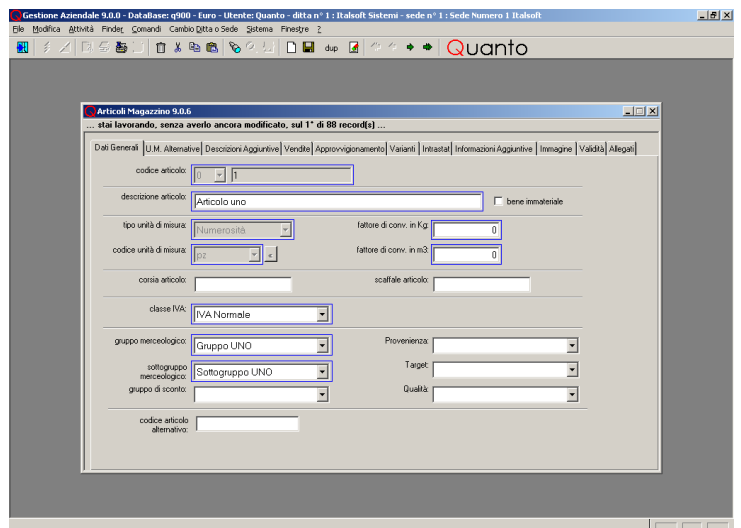 Gestione Aziendale 9.0.0 - DataBase: q900 - Euro - Utente: Quanto - ditta n° 1 : Italsoft Sistemi - sede n° 1 : Sede Numero 1 Italsoft
File Modifica Attività Finder Comandi Cambio Ditta o Sede Sistema Finestre ?
dup Quanto
Articoli Magazzino 9.0.6
... stai lavorando, senza averlo ancora modificato, sul 1° di 88 record(s) ...
Dati Generali U.M. Alternative Descrizioni Aggiuntive Vendite Approvvigionamento Varianti Intrastat Informazioni Aggiuntive Immagine Validità Allegati
codice articolo: 0 1
descrizione articolo: Articolo uno bene immateriale
tipo unità di misura: Numerosità fattore di conv. in Kg: 0
codice unità di misura: pz < fattore di conv. in m3: 0
corsia articolo: scaffale articolo:
classe IVA: IVA Normale
gruppo merceologico: Gruppo UNO Provenienza:
sottogruppo merceologico: Sottogruppo UNO Target:
gruppo di sconto: Qualità:
codice articolo
alternativo: